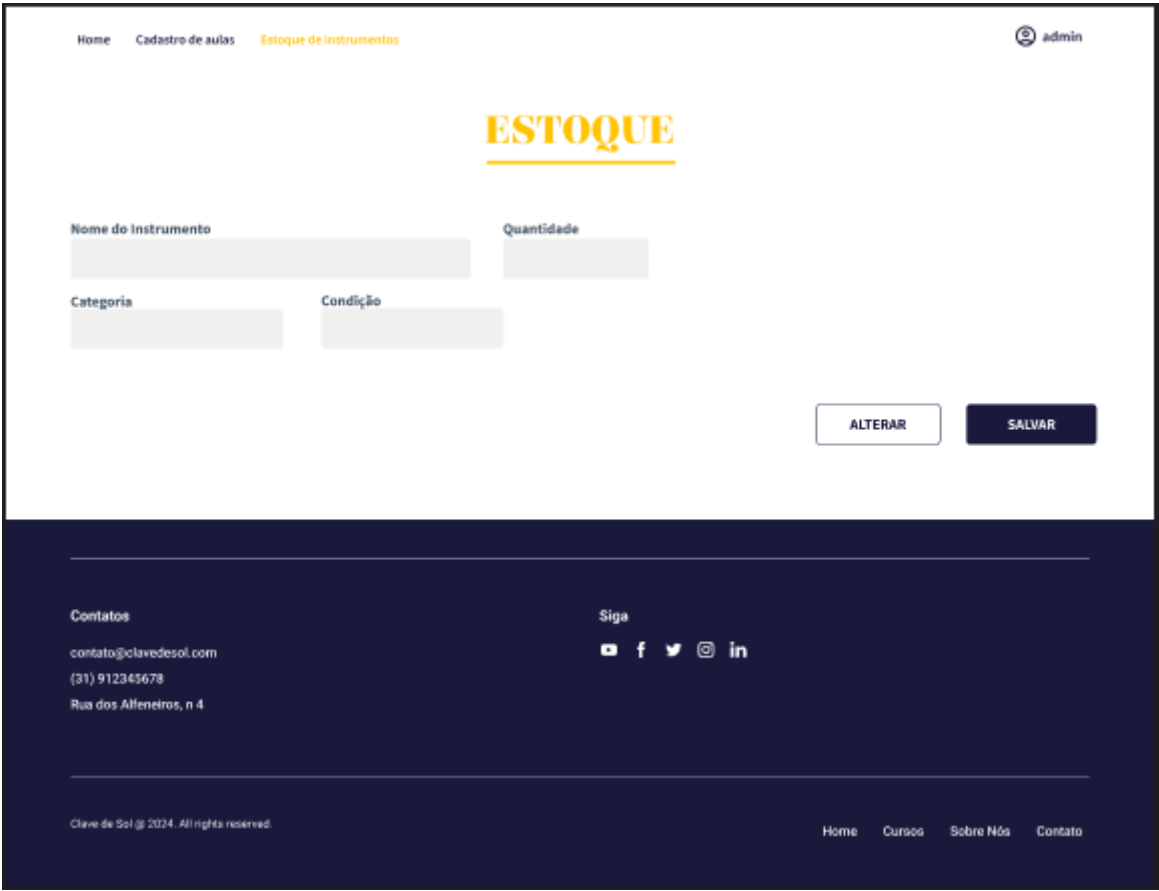 Home Cadastro de aulas Estoque de instrumentos admin
ESTOQUE
Nome do Instrumento Quantidade
Categoria Condição
ALTERAR SALVAR
Contatos Siga
contato@clavedesol.com
(31) 912345678
Rua dos Alfeneiros, n 4
Clave de Sol @ 2024. All rights reserved.
Home Cursos Sobre Nós Contato